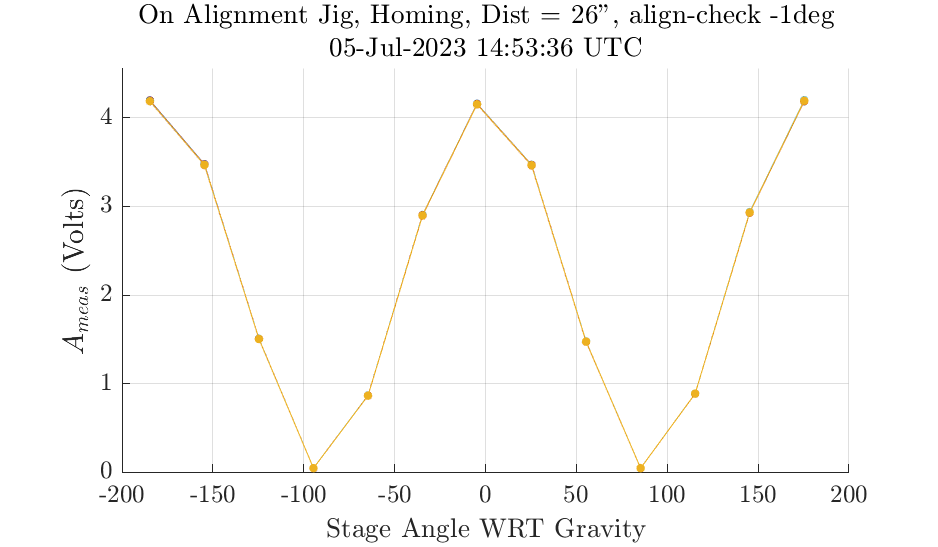 On Alignment Jig, Homing, Dist = 26”, align-check -1deg
05-Jul-2023 14:53:36 UTC
4
3
2
1
0
A_meas (Volts)
-200 -150 -100 -50 0 50 100 150 200
Stage Angle WRT Gravity